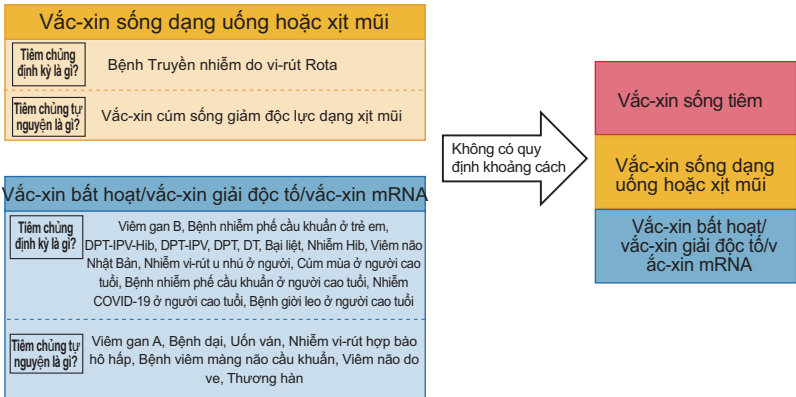 Vắc-xin sống dạng uống hoặc xịt mũi
Tiêm chủng
định kỳ là gì?
Bệnh Truyền nhiễm do vi-rút Rota
Tiêm chủng tự
nguyện là gì?
Vắc-xin cúm sống giảm độc lực dạng xịt mũi
Vắc-xin bất hoạt/vắc-xin giải độc tố/vắc-xin mRNA
Tiêm chủng
định kỳ là gì?
Viêm gan B, Bệnh nhiễm phế cầu khuẩn ở trẻ em,
DPT-IPV-Hib, DPT-IPV, DPT, DT, Bại liệt, Nhiễm Hib, Viêm não
Nhật Bản, Nhiễm vi-rút u nhú ở người, Cúm mùa ở người cao
tuổi, Bệnh nhiễm phế cầu khuẩn ở người cao tuổi, Nhiễm
COVID-19 ở người cao tuổi, Bệnh giời leo ở người cao tuổi
Tiêm chủng tự
nguyện là gì?
Viêm gan A, Bệnh dại, Uốn ván, Nhiễm vi-rút hợp bào
hô hấp, Bệnh viêm màng não cầu khuẩn, Viêm não do
ve, Thương hàn
Không có quy
định khoảng cách
Vắc-xin sống tiêm
Vắc-xin sống dạng
uống hoặc xịt mũi
Vắc-xin bất hoạt/
vắc-xin giải độc tố/v
ắc-xin mRNA